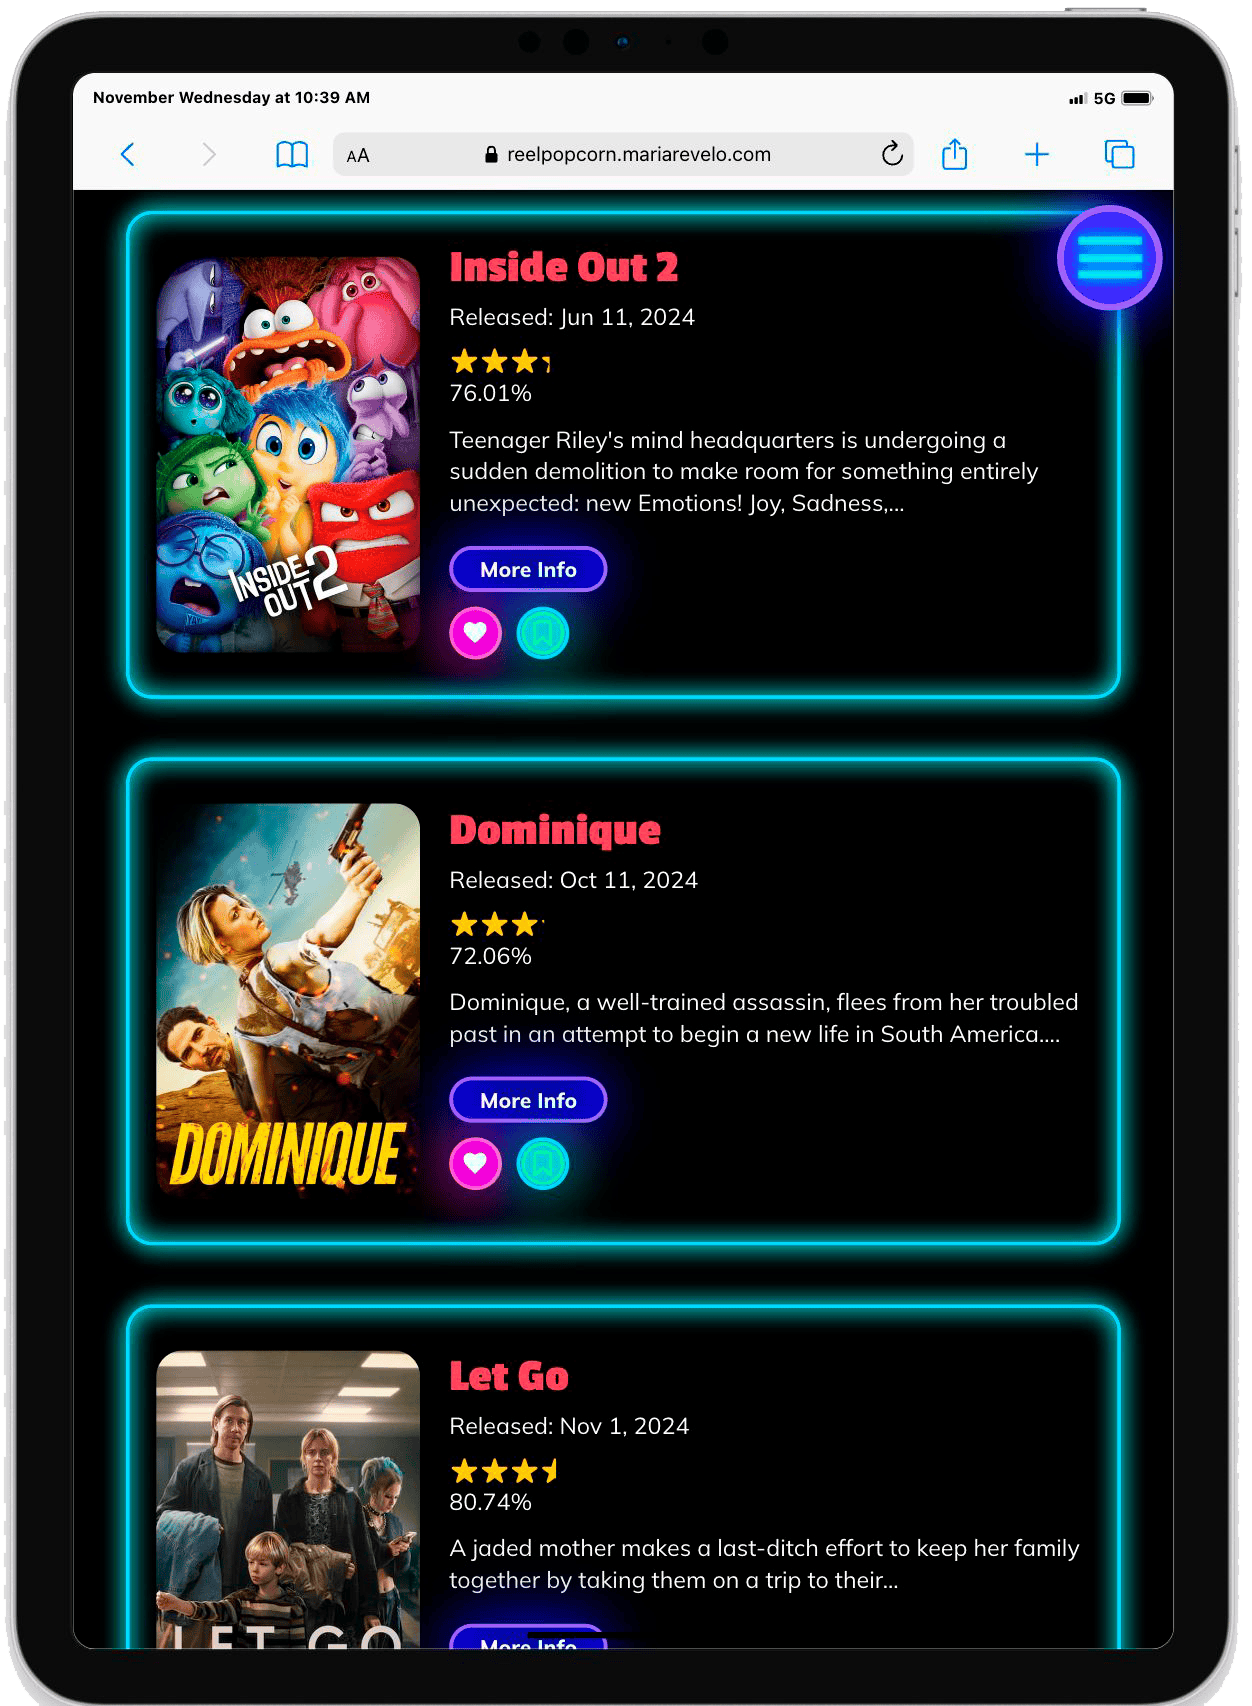 November Wednesday at 10:39 AM
5G
AA
reelpopcorn.mariarevelo.com
Inside Out 2
Released: Jun 11, 2024
76.01%
Teenager Riley's mind headquarters is undergoing a
sudden demolition to make room for something entirely
unexpected: new Emotions! Joy, Sadness,...
More Info
INSIDE
OUT 2
Dominique
Released: Oct 11, 2024
72.06%
Dominique, a well-trained assassin, flees from her troubled
past in an attempt to begin a new life in South America....
More Info
DOMINIQUE
Let Go
Released: Nov 1, 2024
80.74%
A jaded mother makes a last-ditch effort to keep her family
together by taking them on a trip to their...
More Info
LET GO